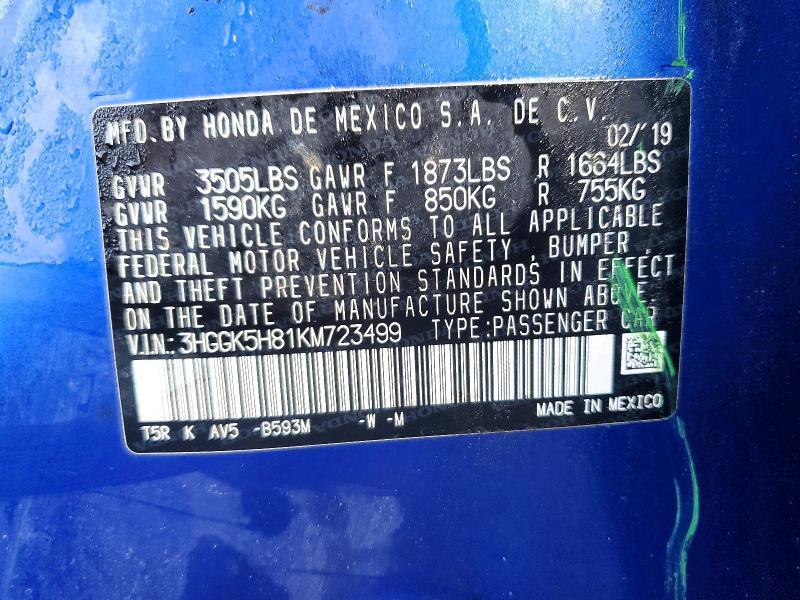 MFD.BY HONDA DE MEXICO S.A. DE C.V.
02/'19
GVWR 3505LBS GAWR F 1873LBS R 1664LBS
GVWR 1590KG GAWR F 850KG R 755KG
THIS VEHICLE CONFORMS TO ALL APPLICABLE
FEDERAL MOTOR VEHICLE SAFETY, BUMPER,
AND THEFT PREVENTION STANDARDS IN EFFECT
ON THE DATE OF MANUFACTURE SHOWN ABOVE.
V.I.N.:3HGGK5H81KM723499 TYPE:PASSENGER CAR
T5R K AV5 -B593M -W -M MADE IN MEXICO